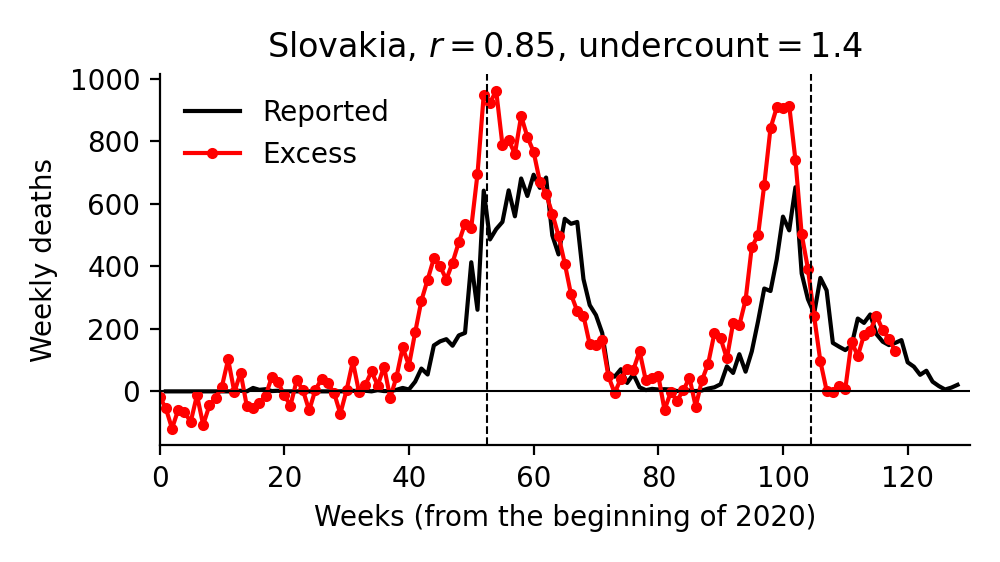 Slovakia, r = 0.85, undercount = 1.4
Weekly deaths
1000
800
600
400
200
0
Reported
Excess
0 20 40 60 80 100 120
Weeks (from the beginning of 2020)